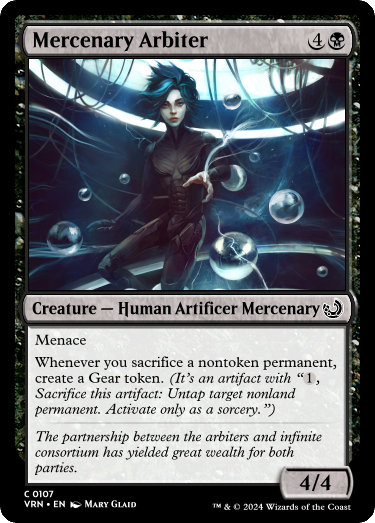 Mercenary Arbiter 4
Creature — Human Artificer Mercenary
Menace
Whenever you sacrifice a nontoken permanent,
create a Gear token. (It's an artifact with “1,
Sacrifice this artifact: Untap target nonland
permanent. Activate only as a sorcery.”)
The partnership between the arbiters and infinite
consortium has yielded great wealth for both
parties.
4/4
C 0107
VRN • EN Mary Glaid
™ & © 2024 Wizards of the Coast